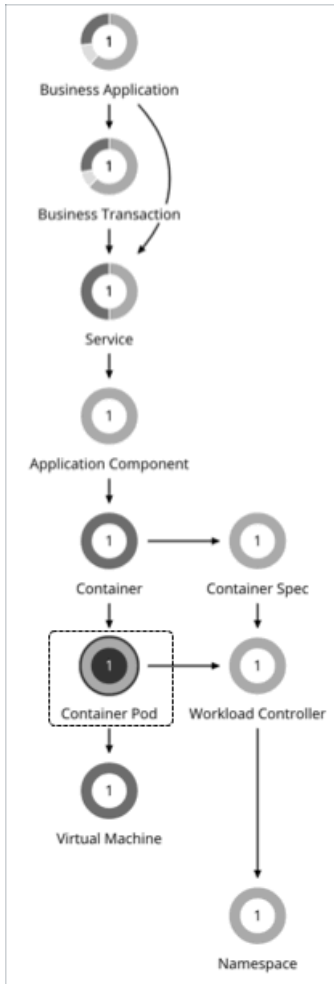 1
Business Application
1
Business Transaction
1
Service
1
Application Component
1 1
Container Container Spec
1 1
Container Pod Workload Controller
1
Virtual Machine
1
Namespace